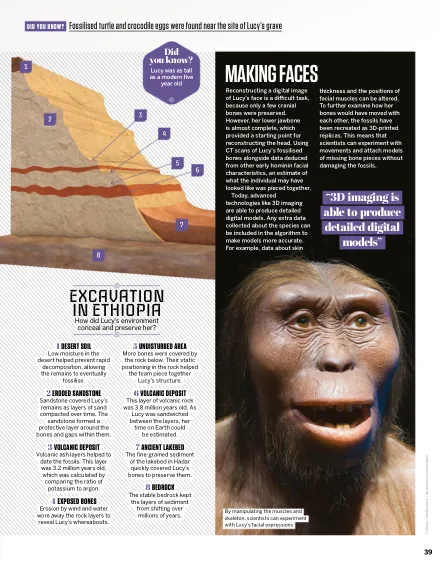 DID YOU KNOW? Fossilised turtle and crocodile eggs were found near the site of Lucy's grave
Did
you know?
Lucy was as tall
as a modern five
year old
1
2
3
4
5
6
7
8
EXCAVATION
IN ETHIOPIA
How did Lucy's environment
conceal and preserve her?
1 DESERT SOIL
Low moisture in the
desert helped prevent rapid
decomposition, allowing
the remains to eventually
fossilise.
2 ERODED SANDSTONE
Sandstone covered Lucy's
remains as layers of sand
compacted over time. The
sandstone formed a
protective layer around the
bones and gaps within them.
3 VOLCANIC DEPOSIT
Volcanic ash layers helped to
date the fossils. This layer
was 3.2 million years old,
which was calculated by
comparing the ratio of
potassium to argon.
4 EXPOSED BONES
Erosion by wind and water
wore away the rock layers to
reveal Lucy's whereabouts.
5 UNDISTURBED AREA
More bones were covered by
the rock below. Their static
positioning in the rock helped
the team piece together
Lucy's structure.
6 VOLCANIC DEPOSIT
This layer of volcanic rock
was 3.8 million years old. As
Lucy was sandwiched
between the layers, her
time on Earth could
be estimated.
7 ANCIENT LAKEBED
The fine-grained sediment
of the lakebed in Hadar
quickly covered Lucy's
bones to preserve them.
8 BEDROCK
The stable bedrock kept
the layers of sediment
from shifting over
millions of years.
MAKING FACES
Reconstructing a digital image
of Lucy's face is a difficult task,
because only a few cranial
bones were preserved.
However, her lower jawbone
is almost complete, which
provided a starting point for
reconstructing the head. Using
CT scans of Lucy's fossilised
bones alongside data deduced
from other early hominin facial
characteristics, an estimate of
what the individual may have
looked like was pieced together.
Today, advanced
technologies like 3D imaging
are able to produce detailed
digital models. Any extra data
collected about the species can
be included in the algorithm to
make models more accurate.
For example, data about skin
thickness and the positions of
facial muscles can be altered.
To further examine how her
bones would have moved with
each other, the fossils have
been recreated as 3D-printed
replicas. This means that
scientists can experiment with
movements and attach models
of missing bone pieces without
damaging the fossils.
"3D imaging is
able to produce
detailed digital
models"
By manipulating the muscles and
skeleton, scientists can experiment
with Lucy's facial expressions
39